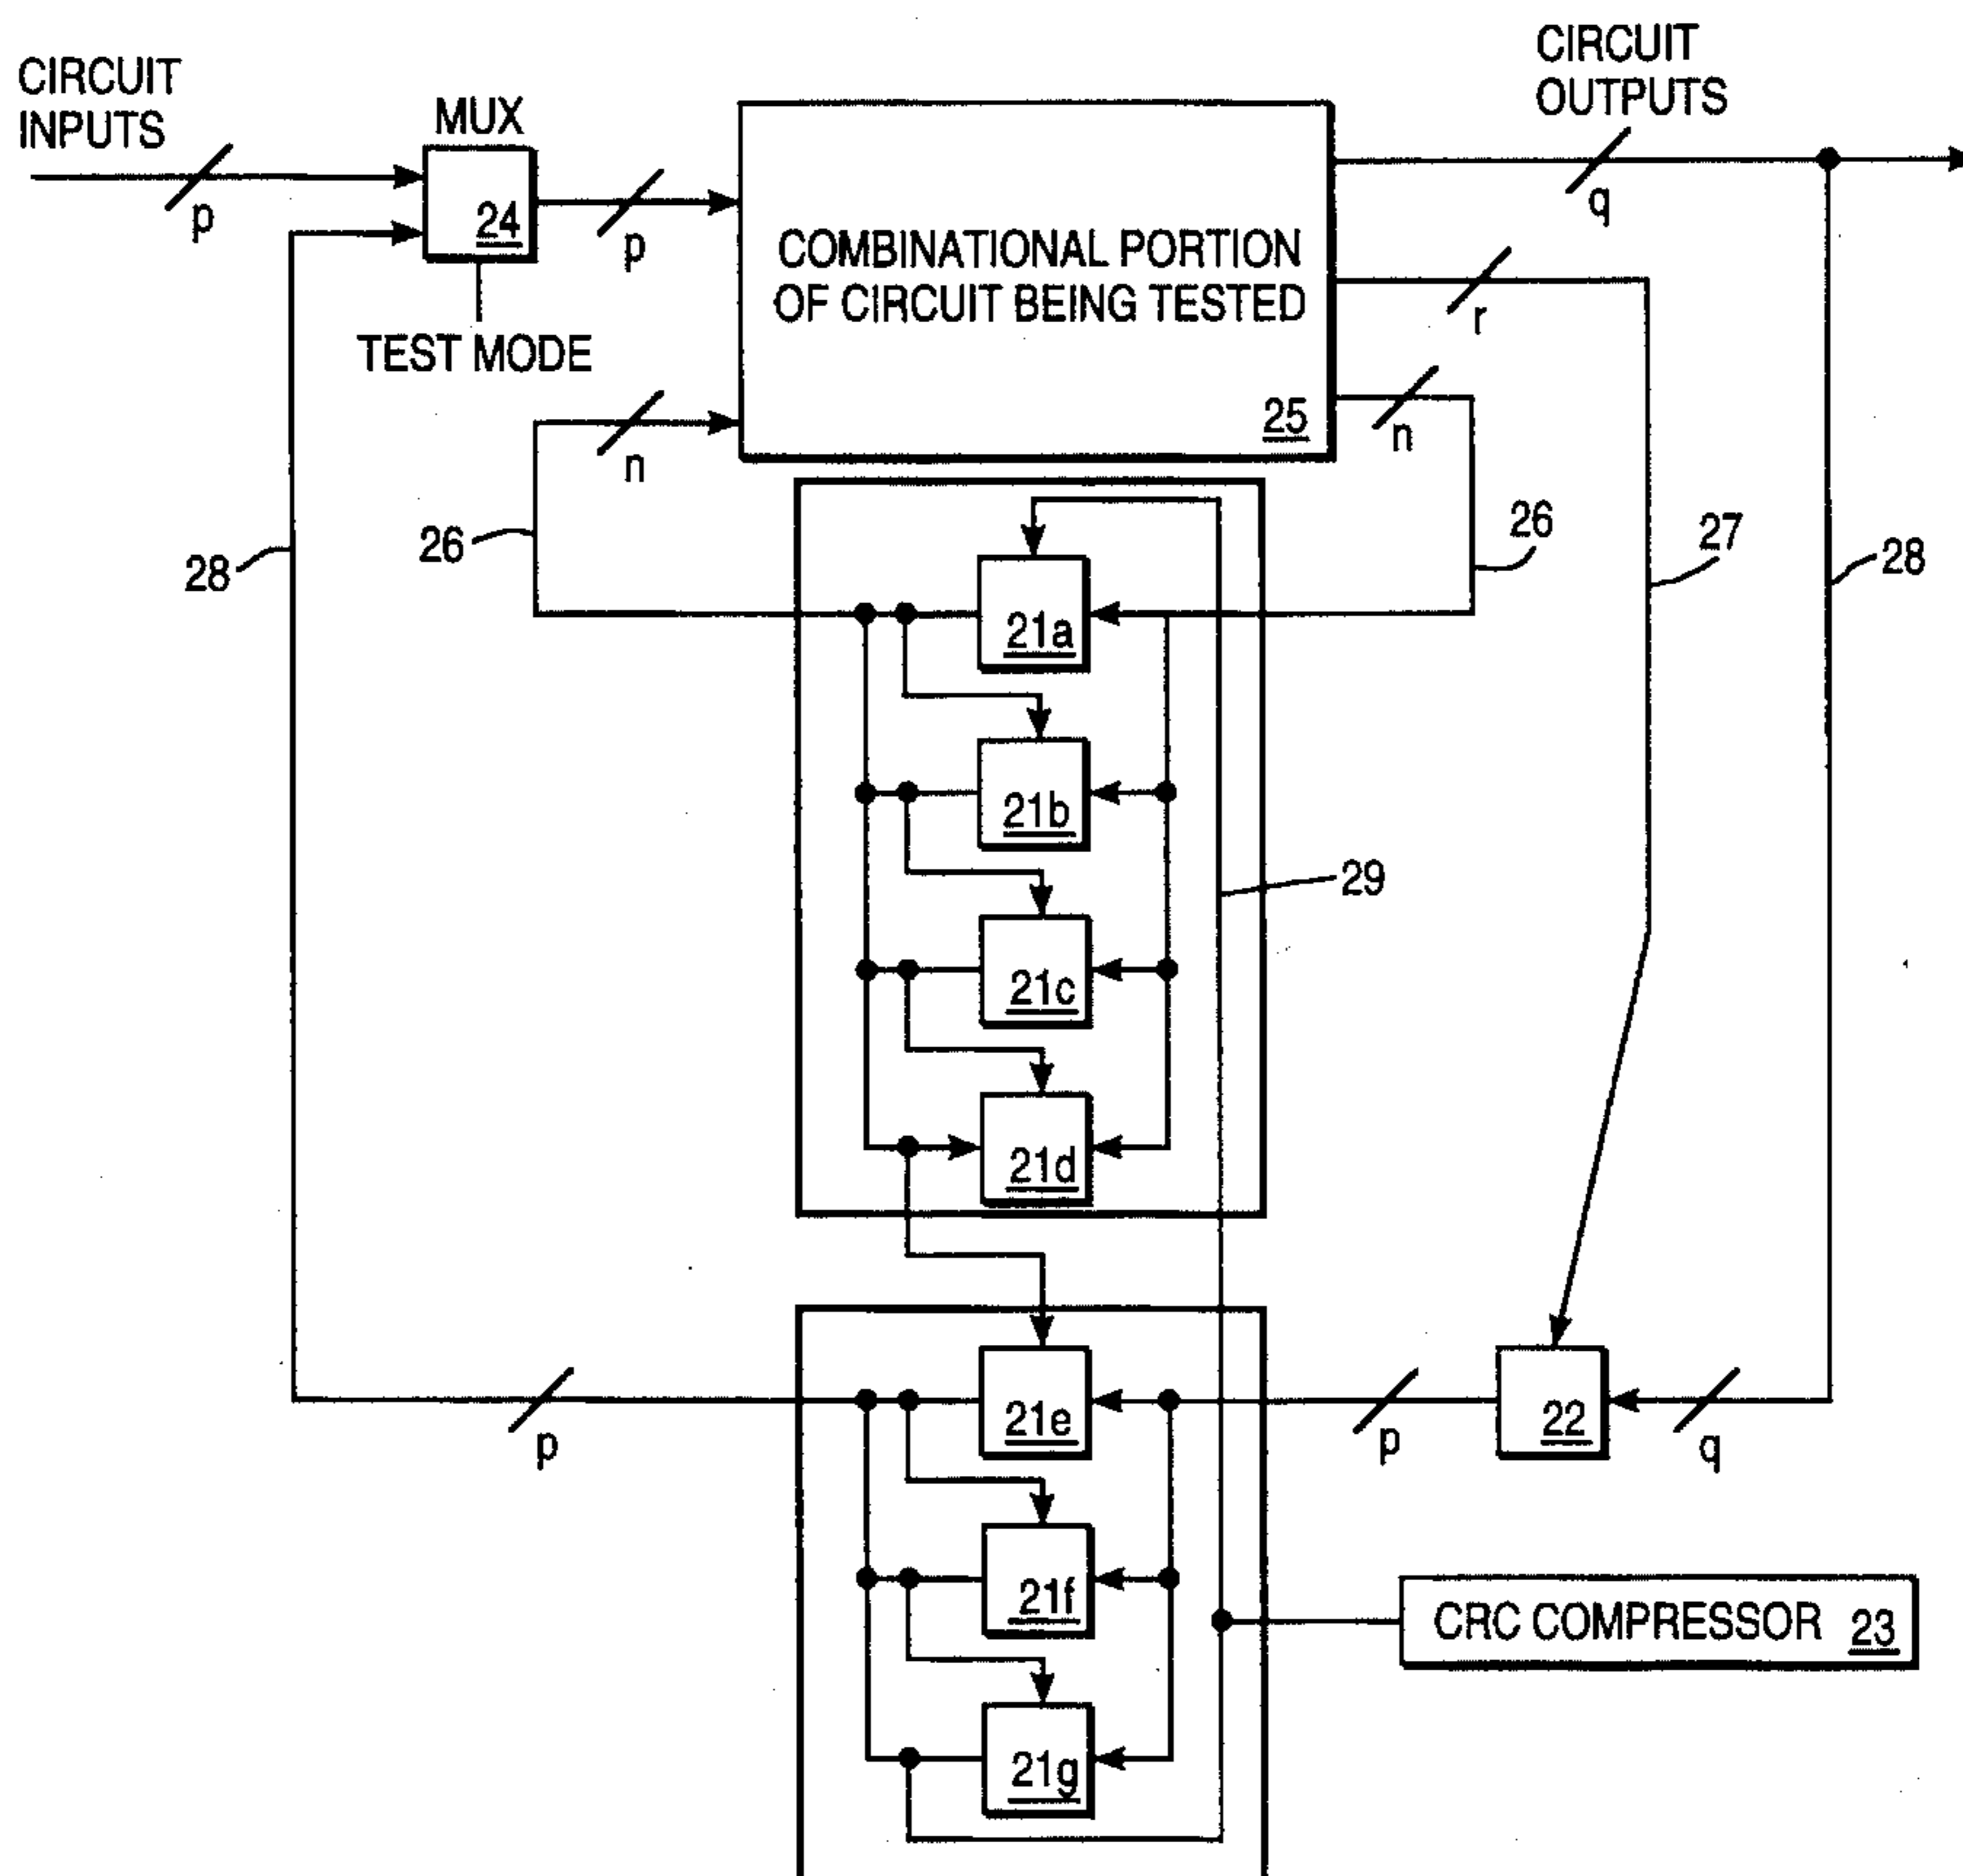 CIRCUIT
INPUTS
p
MUX
24
TEST MODE
p
n
COMBINATIONAL PORTION
OF CIRCUIT BEING TESTED
25
CIRCUIT
OUTPUTS
q
r
n
28
26
26
27
28
21a
21b
21c
21d
29
21e
21f
21g
p
p
22
q
CRC COMPRESSOR 23